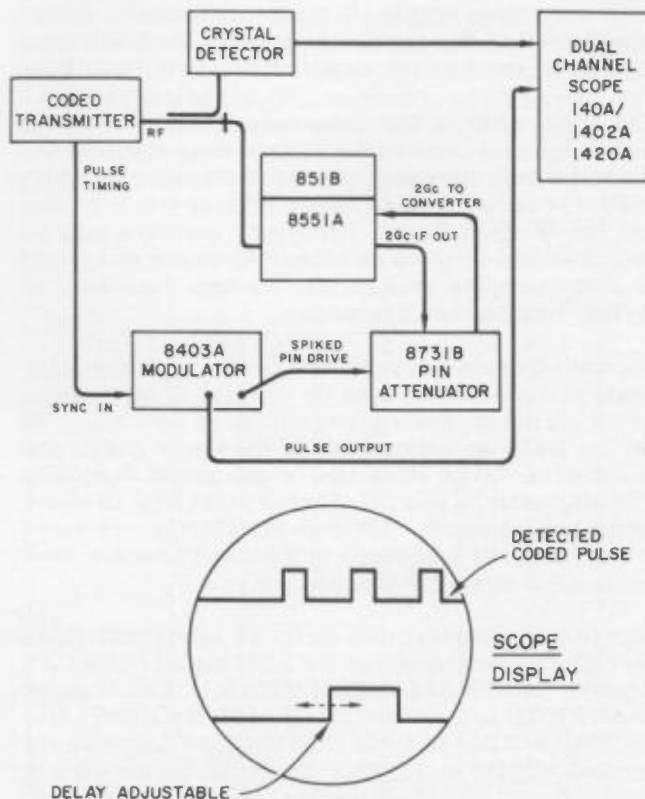 CRYSTAL
DETECTOR
DUAL
CHANNEL
SCOPE
140A/
1402A
1420A
CODED
TRANSMITTER
RF
PULSE
TIMING
851B
8551A
2Gc TO
CONVERTER
2Gc IF OUT
8403A
MODULATOR
SPIKED
PIN DRIVE
8731B
PIN
ATTENUATOR
SYNC IN
PULSE OUTPUT
DETECTED
CODED PULSE
SCOPE
DISPLAY
DELAY ADJUSTABLE